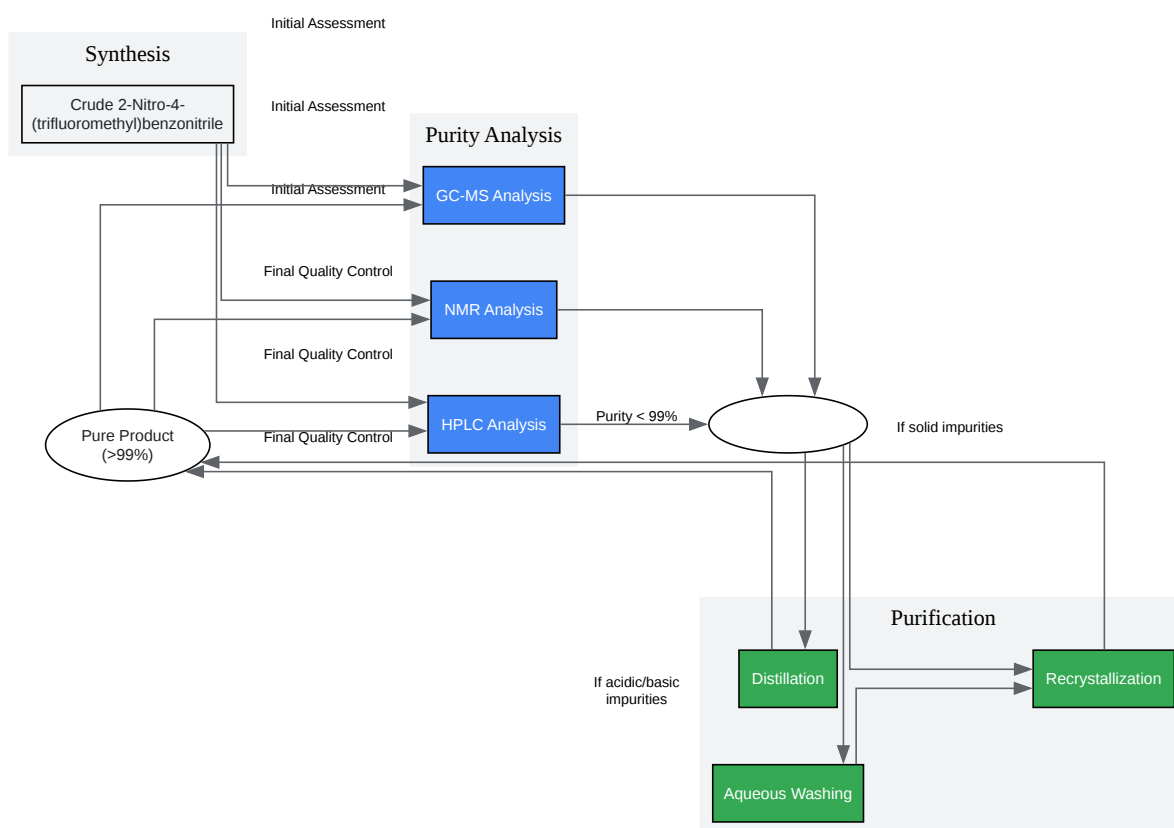 Initial Assessment
Synthesis
Crude 2-Nitro-4-
(trifluoromethyl)benzonitrile
Initial Assessment
Purity Analysis
Initial Assessment
GC-MS Analysis
Final Quality Control
NMR Analysis
Final Quality Control
Pure Product
(>99%)
Final Quality Control
HPLC Analysis
Purity < 99%
If solid impurities
Purification
If acidic/basic
impurities
Distillation
Recrystallization
Aqueous Washing